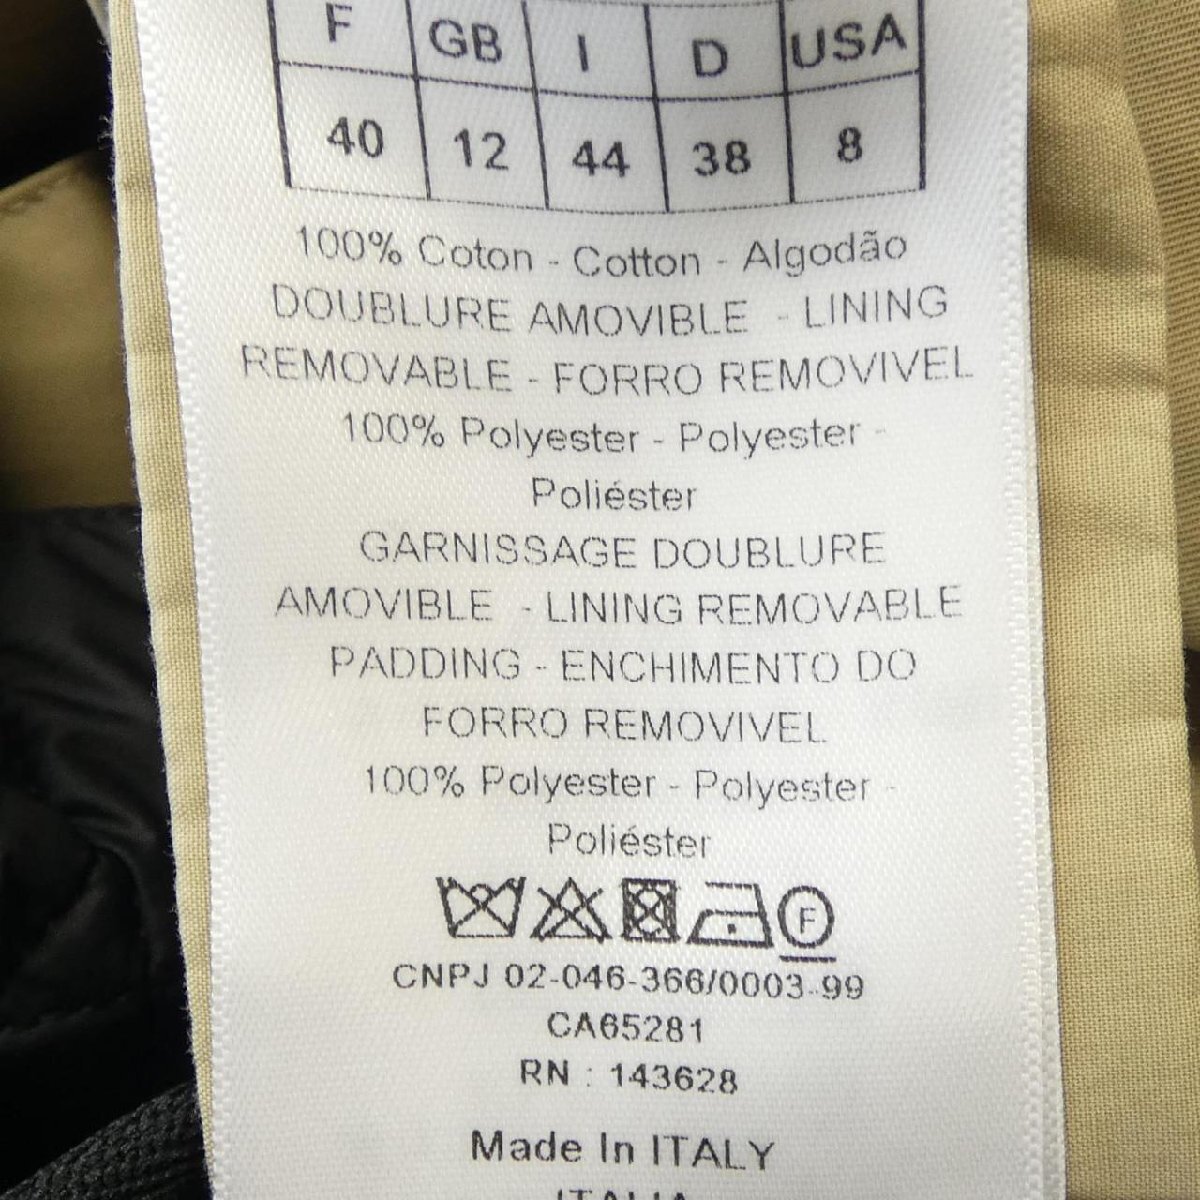 F GB I D USA
40 12 44 38 8
100% Coton - Cotton - Algodão
DOUBLURE AMOVIBLE - LINING
REMOVABLE - FORRO REMOVIVEL
100% Polyester - Polyester -
Poliéster
GARNISSAGE DOUBLURE
AMOVIBLE - LINING REMOVABLE
PADDING - ENCHIMENTO DO
FORRO REMOVIVEL
100% Polyester - Polyester -
Poliéster
F
CNPJ 02-046-366/0003-99
CA65281
RN : 143628
Made In ITALY
ITALIA